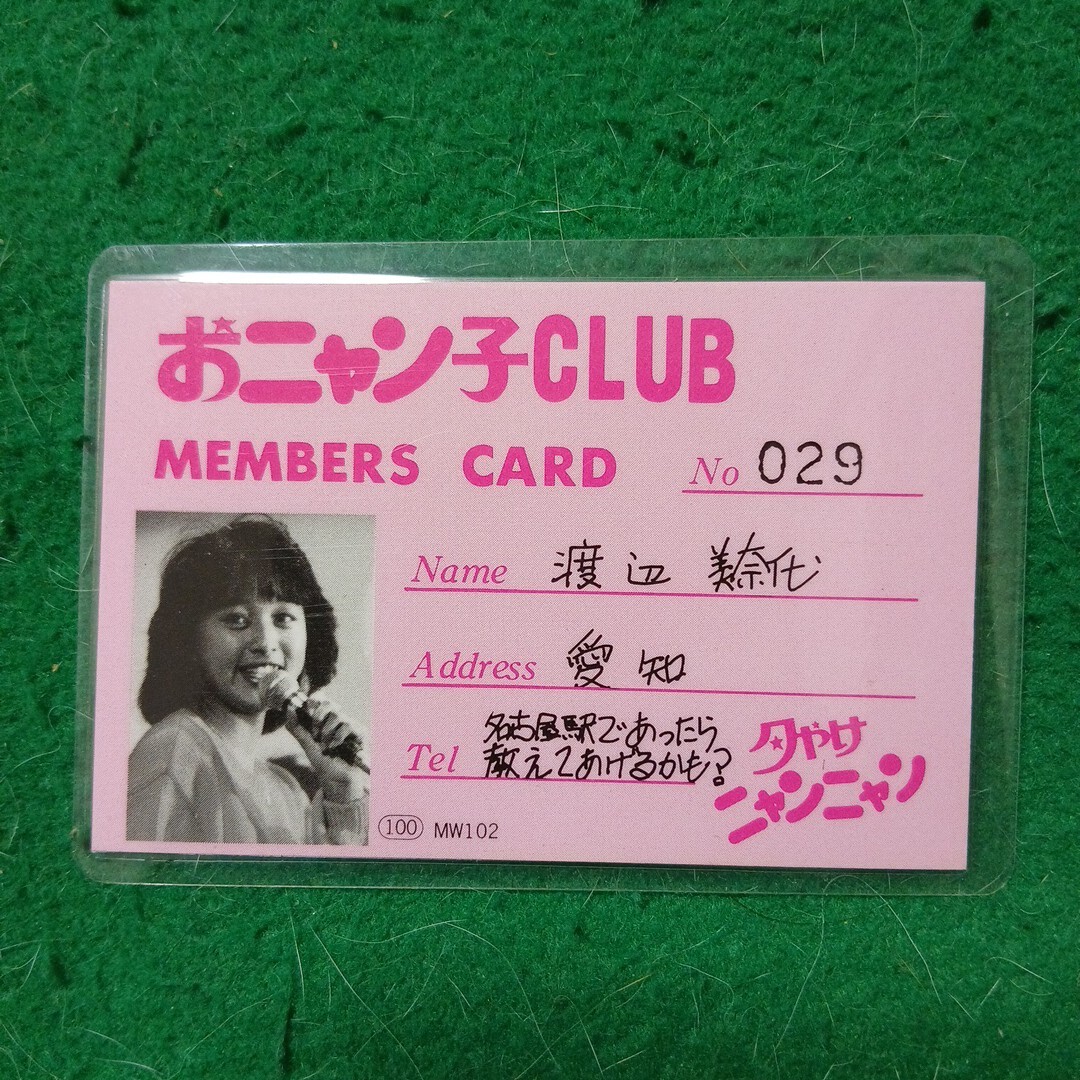 おニャン子CLUB
MEMBERS CARD No 029
Name 渡辺 美奈代
Address 愛知
Tel 名古屋駅であったら
教えてあげるかも?
夕やけ
ニャンニャン
100 MW102